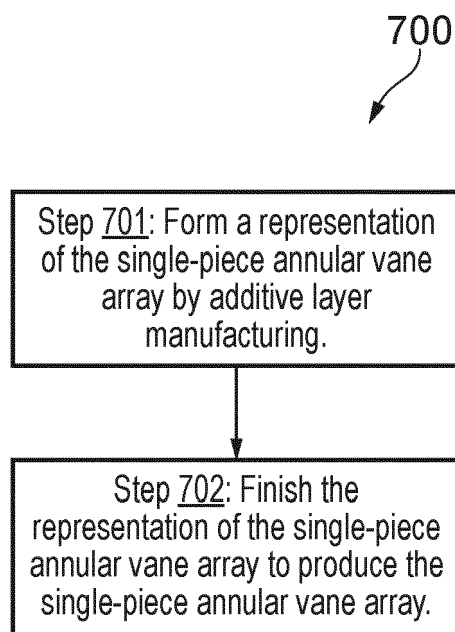 700
Step 701: Form a representation
of the single-piece annular vane
array by additive layer
manufacturing.
Step 702: Finish the
representation of the single-piece
annular vane array to produce the
single-piece annular vane array.